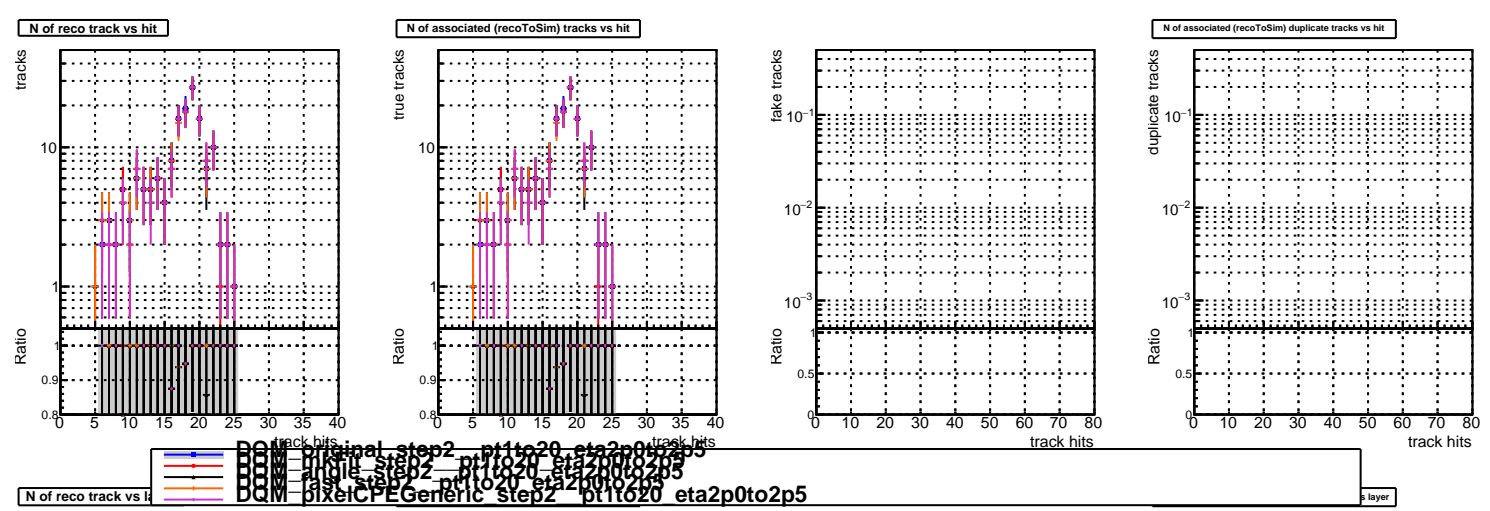 N of reco track vs hit
N of associated (recoToSim) tracks vs hit
N of associated (recoToSim) duplicate tracks vs hit
tracks
10
1
Ratio
1
0.9
0.8
0 5 10 15 20 25 30 35 40
track hits
true tracks
10
1
Ratio
1
0.9
0.8
0 5 10 15 20 25 30 35 40
track hits
fake tracks
10−1
10−2
10−3
Ratio
1
0.5
0
0 10 20 30 40 50 60 70 80
track hits
duplicate tracks
10−1
10−2
10−3
Ratio
1
0.5
0
0 10 20 30 40 50 60 70 80
track hits
DQM_original_step2__pt1to20_eta2p0to2p5
DQM_mkFit_step2__pt1to20_eta2p0to2p5
DQM_angle_step2__pt1to20_eta2p0to2p5
DQM_fast_step2__pt1to20_eta2p0to2p5
DQM_pixelCPEGeneric_step2__pt1to20_eta2p0to2p5
N of reco track vs la
s layer